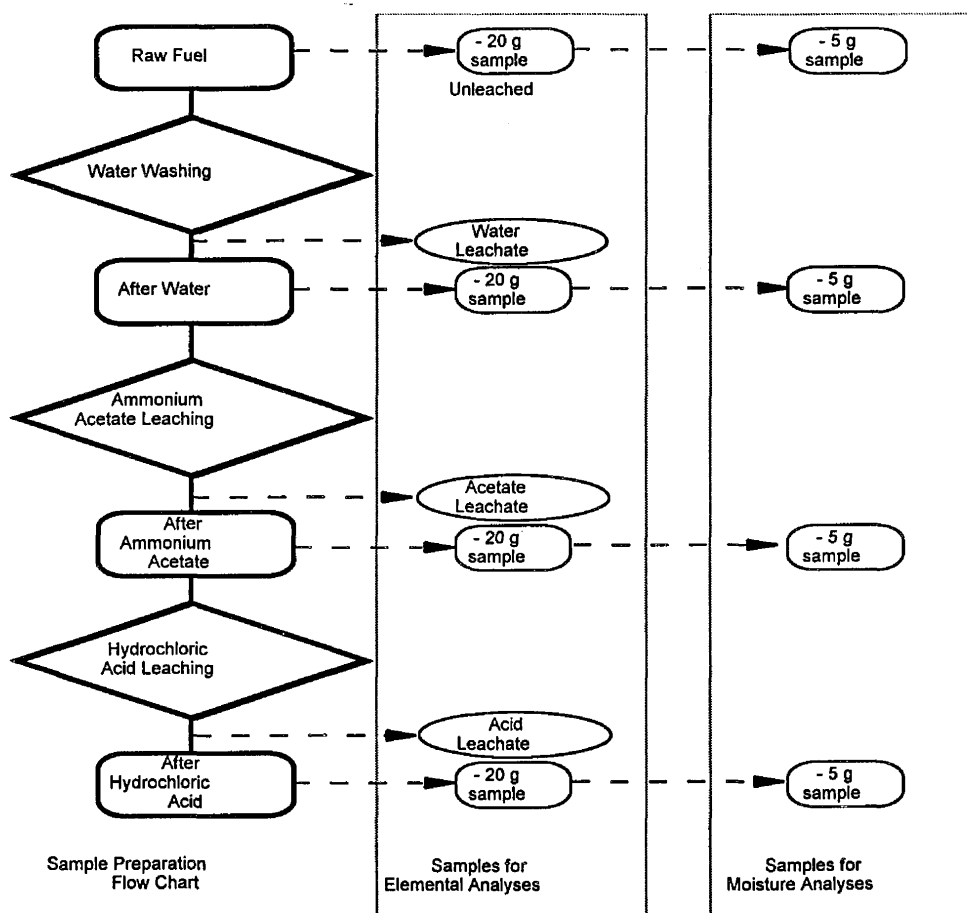 Raw Fuel
- 20 g
sample
Unleached
- 5 g
sample
Water Washing
Water
Leachate
After Water
- 20 g
sample
- 5 g
sample
Ammonium
Acetate Leaching
Acetate
Leachate
After
Ammonium
Acetate
- 20 g
sample
- 5 g
sample
Hydrochloric
Acid Leaching
Acid
Leachate
After
Hydrochloric
Acid
- 20 g
sample
- 5 g
sample
Sample Preparation
Flow Chart
Samples for
Elemental Analyses
Samples for
Moisture Analyses